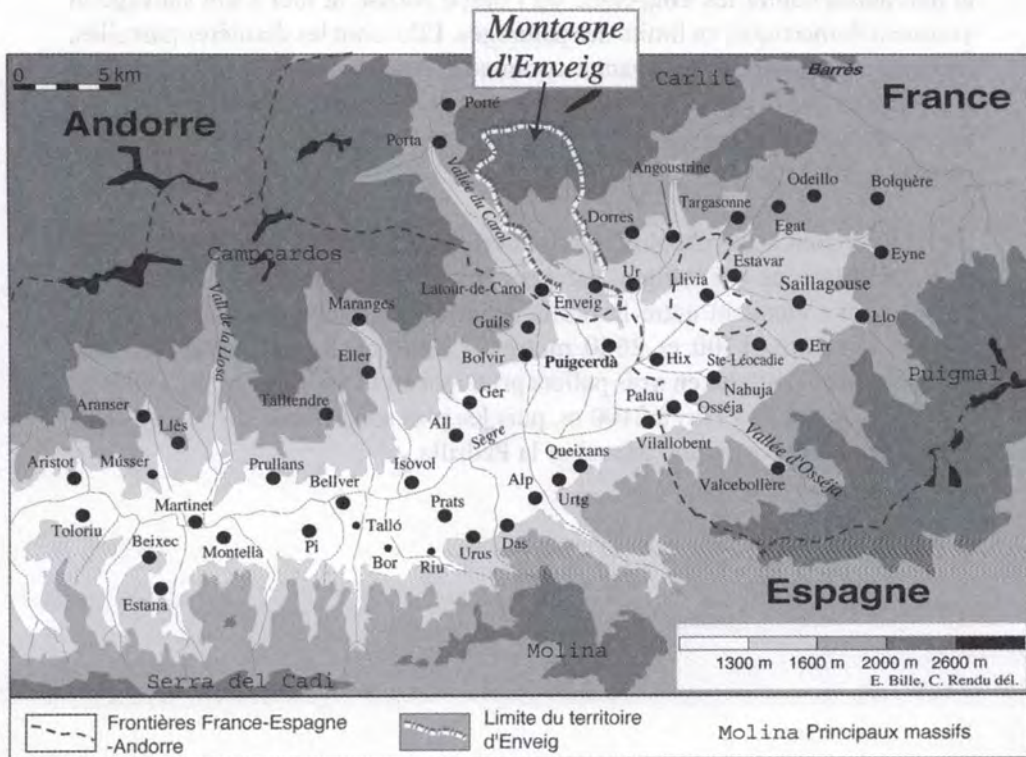 Montagne
d'Enveig
0 5 km
Carlit
Barrès
France
Andorre
Porté
Porta
Vallée du Carol
Angoustrine
Targasonne
Odeillo
Bolquère
Dorres
Egat
Eyne
Campcardos
Estavar
Ur
Llivia
Saillagouse
Latour-de-Carol
Enveig
Maranges
Vall de la Llosa
Guils
Llo
Eller
Bolvir
Puigcerdà
Hix
Ste-Léocadie
Err
Puigmal
Nahuja
Aranser
Talltendre
Ger
Palau
Osséja
Llès
All
Sègre
Vilallobent
Vallée d'Osséja
Aristot
Músser
Prullans
Isòvol
Queixans
Valcebollère
Bellver
Alp
Urtg
Martinet
Prats
Toloriu
Talló
Beixec
Montellà
Pi
Bor
Riu
Urus
Das
Estana
Espagne
Molina
Serra del Cadi
1300 m 1600 m 2000 m 2600 m
E. Bille, C. Rendu dél.
Frontières France-Espagne
-Andorre
Limite du territoire
d'Enveig
Molina Principaux massifs